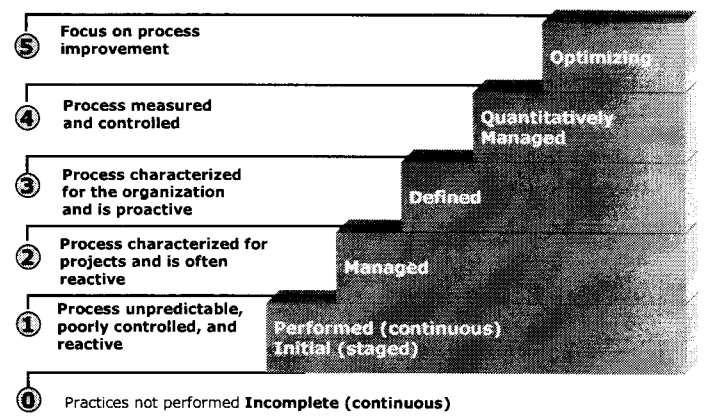 5
Focus on process
improvement
Optimizing
4
Process measured
and controlled
Quantitatively
Managed
3
Process characterized
for the organization
and is proactive
Defined
2
Process characterized for
projects and is often
reactive
Managed
1
Process unpredictable,
poorly controlled, and
reactive
Performed (continuous)
Initial (staged)
0
Practices not performed Incomplete (continuous)